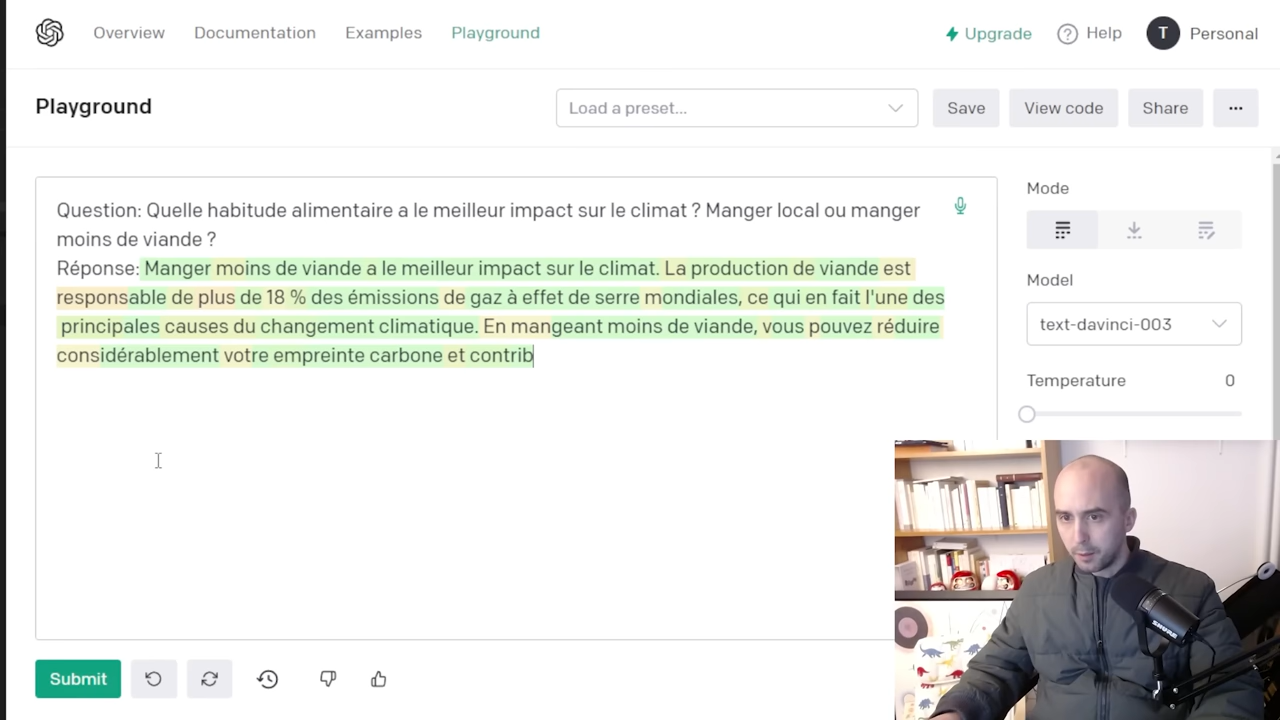 Overview Documentation Examples Playground Upgrade Help T Personal
Playground Load a preset... Save View code Share ...
Question: Quelle habitude alimentaire a le meilleur impact sur le climat ? Manger local ou manger
moins de viande ?
Réponse: Manger moins de viande a le meilleur impact sur le climat. La production de viande est
responsable de plus de 18 % des émissions de gaz à effet de serre mondiales, ce qui en fait l'une des
principales causes du changement climatique. En mangeant moins de viande, vous pouvez réduire
considérablement votre empreinte carbone et contrib
Mode
Model
text-davinci-003
Temperature 0
Submit
SHURE